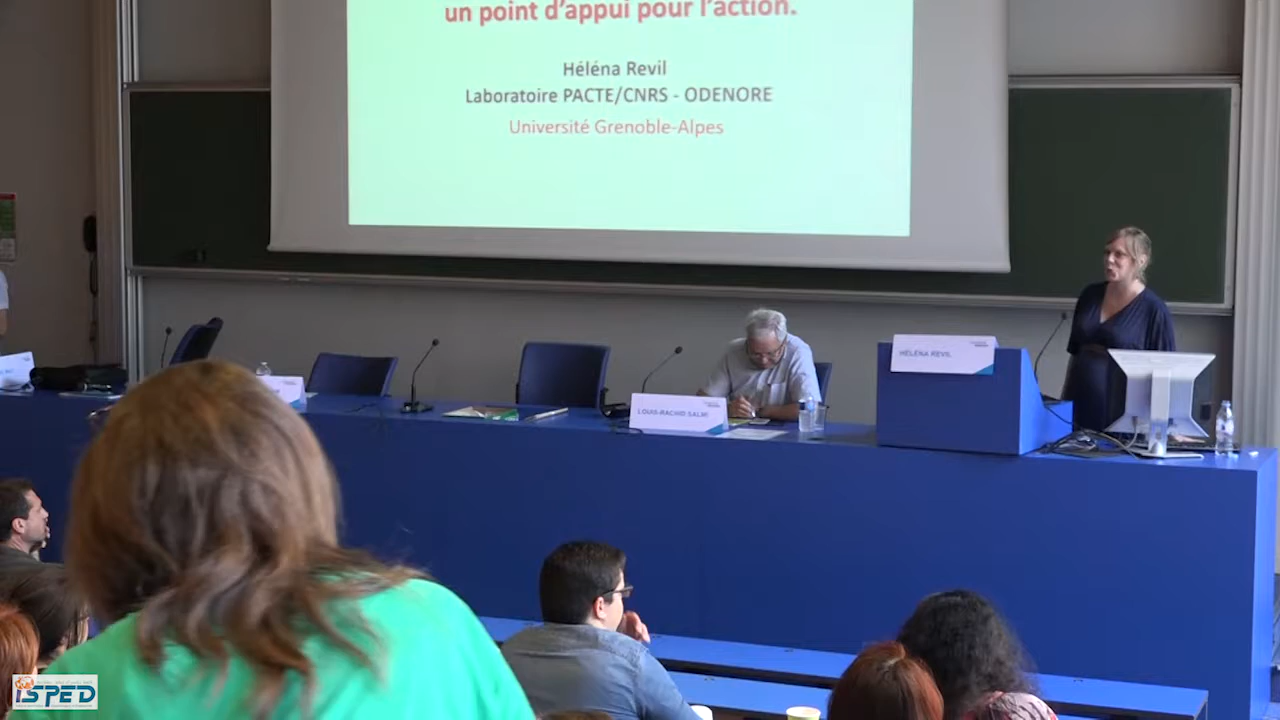 un point d’appui pour l’action.
Héléna Revil
Laboratoire PACTE/CNRS - ODENORE
Université Grenoble-Alpes
HÉLÉNA REVIL
LOUIS-RACHID SALMI
ISPED